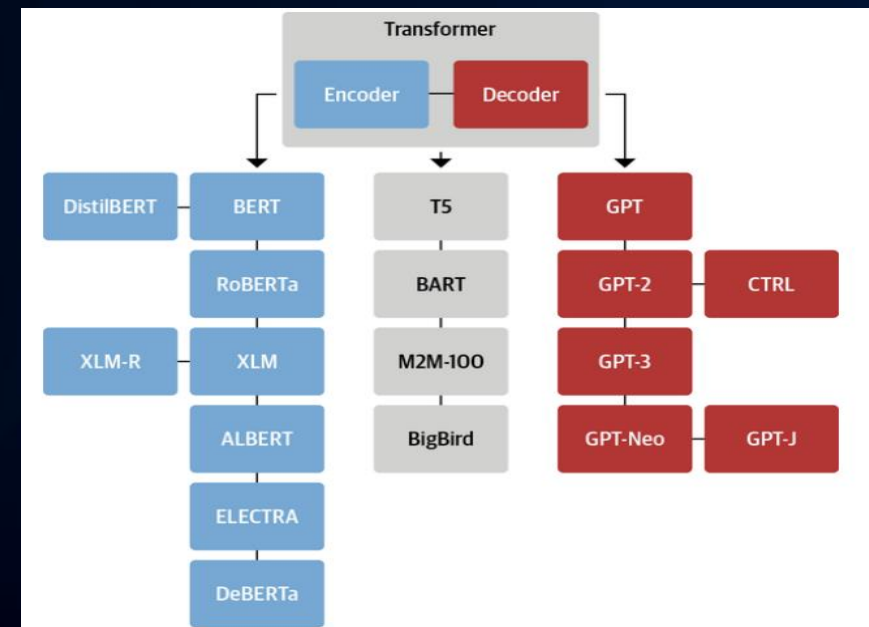 Transformer
Encoder
Decoder
DistilBERT
BERT
T5
GPT
RoBERTa
BART
GPT-2
CTRL
XLM-R
XLM
M2M-100
GPT-3
ALBERT
BigBird
GPT-Neo
GPT-J
ELECTRA
DeBERTa